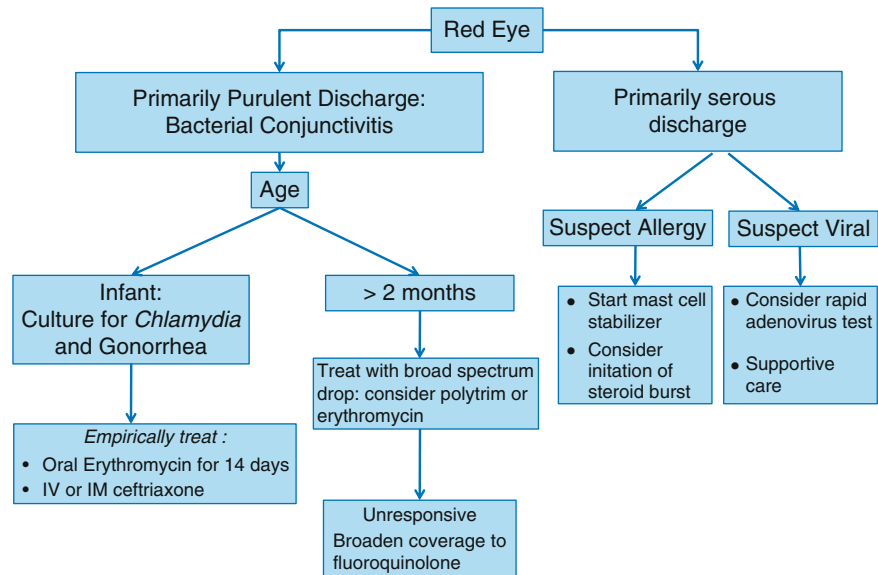 Red Eye
Primarily Purulent Discharge:
Bacterial Conjunctivitis
Primarily serous
discharge
Age
Suspect Allergy
Suspect Viral
Infant:
Culture for Chlamydia
and Gonorrhea
> 2 months
• Start mast cell
stabilizer
• Consider
initation of
steroid burst
• Consider rapid
adenovirus test
• Supportive
care
Treat with broad spectrum
drop: consider polytrim or
erythromycin
Empirically treat :
• Oral Erythromycin for 14 days
• IV or IM ceftriaxone
Unresponsive
Broaden coverage to
fluoroquinolone